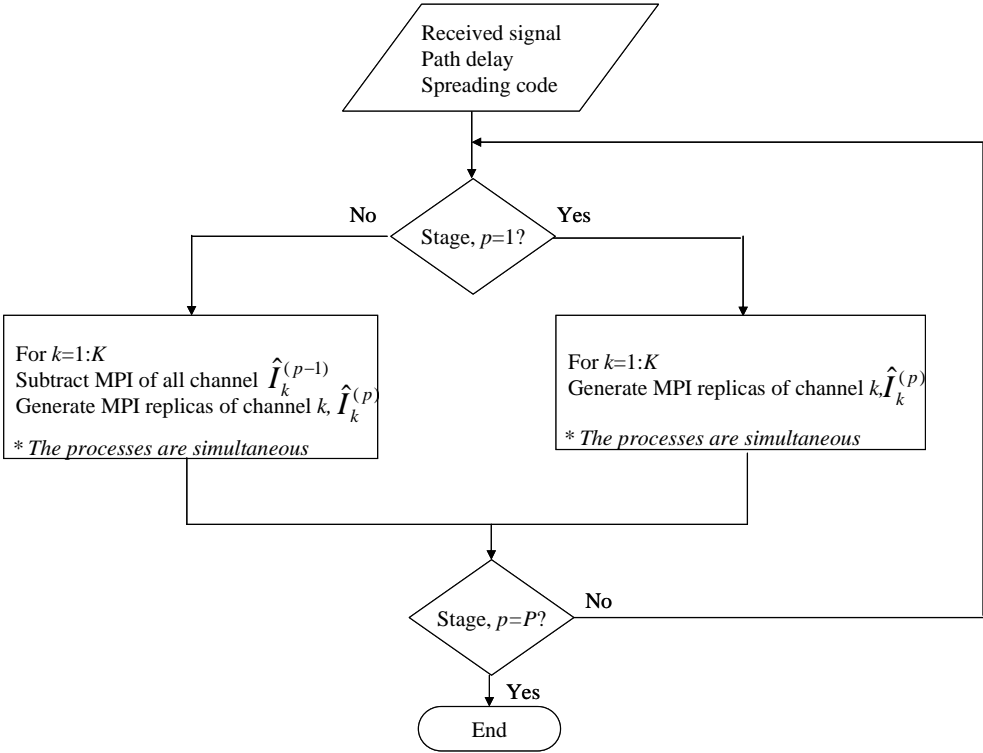 Received signal
Path delay
Spreading code
No
Yes
Stage, p=1?
For k=1:K
Subtract MPI of all channel Î_k^(p−1)
Generate MPI replicas of channel k, Î_k^(p)
* The processes are simultaneous
For k=1:K
Generate MPI replicas of channel k, Î_k^(p)
* The processes are simultaneous
Stage, p=P?
No
Yes
End